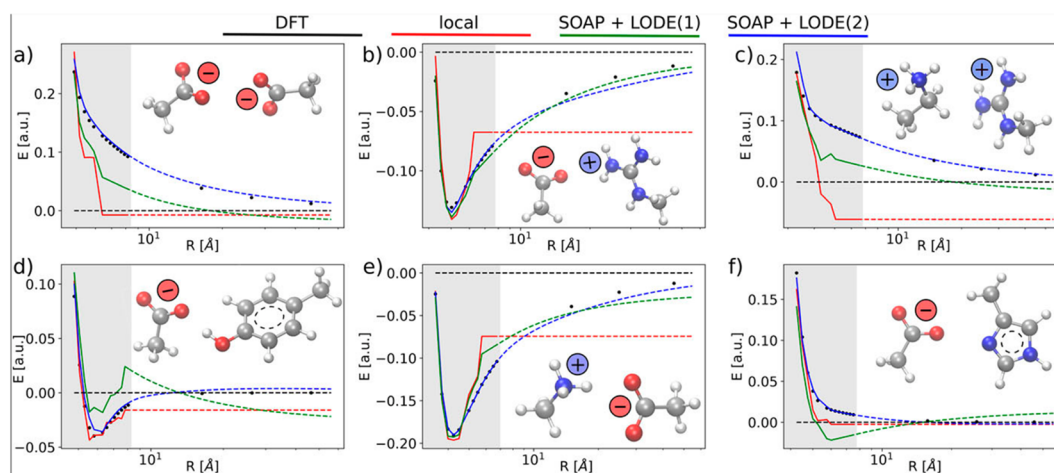 DFT local SOAP + LODE(1) SOAP + LODE(2)
a) b) c)
E [a.u.] 0.2 0.1 0.0
10¹
R [Å]
− −
E [a.u.] 0.00 −0.05 −0.10
10¹
R [Å]
− +
E [a.u.] 0.2 0.1 0.0
10¹
R [Å]
+ +
d) e) f)
E [a.u.] 0.10 0.05 0.00 −0.05
10¹
R [Å]
−
E [a.u.] 0.00 −0.05 −0.10 −0.15 −0.20
10¹
R [Å]
+ −
E [a.u.] 0.15 0.10 0.05 0.00
10¹
R [Å]
−